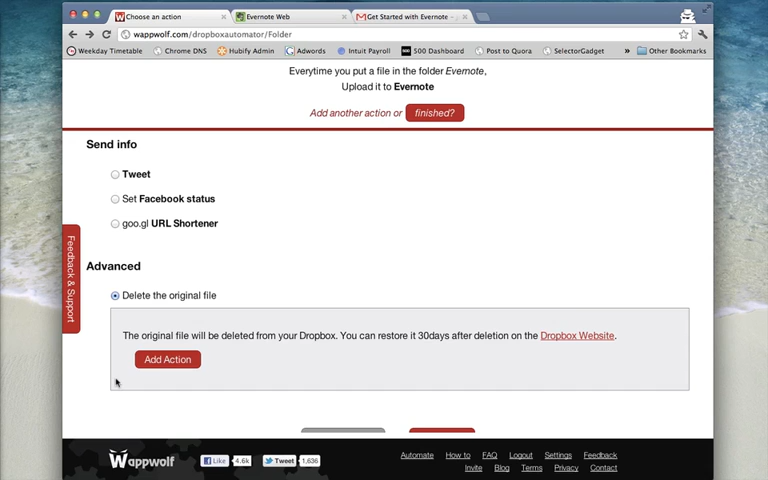 Choose an action
Evernote Web
Get Started with Evernote -
wappwolf.com/dropboxautomator/Folder
Weekday Timetable
Chrome DNS
Hubify Admin
Adwords
Intuit Payroll
500 Dashboard
Post to Quora
SelectorGadget
»
Other Bookmarks
Everytime you put a file in the folder Evernote,
Upload it to Evernote
Add another action or finished?
Send info
Tweet
Set Facebook status
goo.gl URL Shortener
Feedback & Support
Advanced
Delete the original file
The original file will be deleted from your Dropbox. You can restore it 30days after deletion on the Dropbox Website.
Add Action
Wappwolf
Like 4.6k
Tweet 1,636
Automate How to FAQ Logout Settings Feedback
Invite Blog Terms Privacy Contact